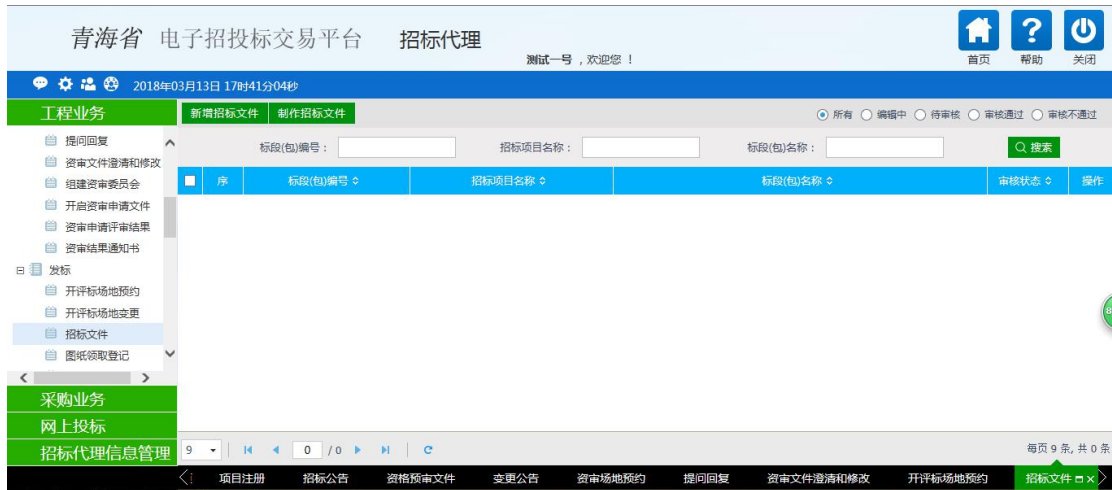 青海省 电子招投标交易平台 招标代理
测试一号，欢迎您！
首页 帮助 关闭
2018年03月13日 17时41分04秒
工程业务
新增招标文件 制作招标文件
所有 编辑中 待审核 审核通过 审核不通过
提问回复
资审文件澄清和修改
组建资审委员会
开启资审申请文件
资审申请评审结果
资审结果通知书
发标
开评标场地预约
开评标场地变更
招标文件
图纸领取登记
采购业务
网上投标
招标代理信息管理
标段(包)编号： 招标项目名称： 标段(包)名称： 搜索
序 标段(包)编号 招标项目名称 标段(包)名称 审核状态 操作
9 0 / 0 每页 9 条, 共 0 条
项目注册 招标公告 资格预审文件 变更公告 资审场地预约 提问回复 资审文件澄清和修改 开评标场地预约 招标文件